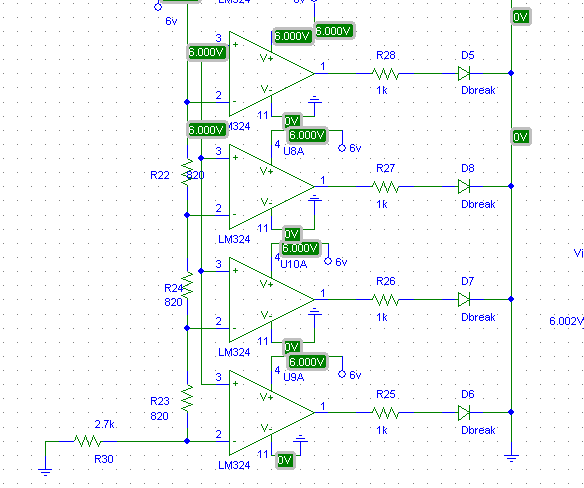 LM324
6v
0V
3
6.000V
6.000V
6.000V
V+
1
R28
D5
2
V-
1k
Dbreak
11
0V
6.000V
324
6.000V
0V
4
6v
3
U8A
R22
820
V+
1
R27
D8
2
V-
1k
Dbreak
11
0V
LM324
6.000V
4
6v
Vi
3
U10A
R24
820
V+
1
R26
D7
2
V-
1k
Dbreak
6.002V
11
0V
LM324
6.000V
4
6v
3
U9A
R23
820
V+
1
R25
D6
2.7k
2
V-
1k
Dbreak
R30
11
0V
LM324